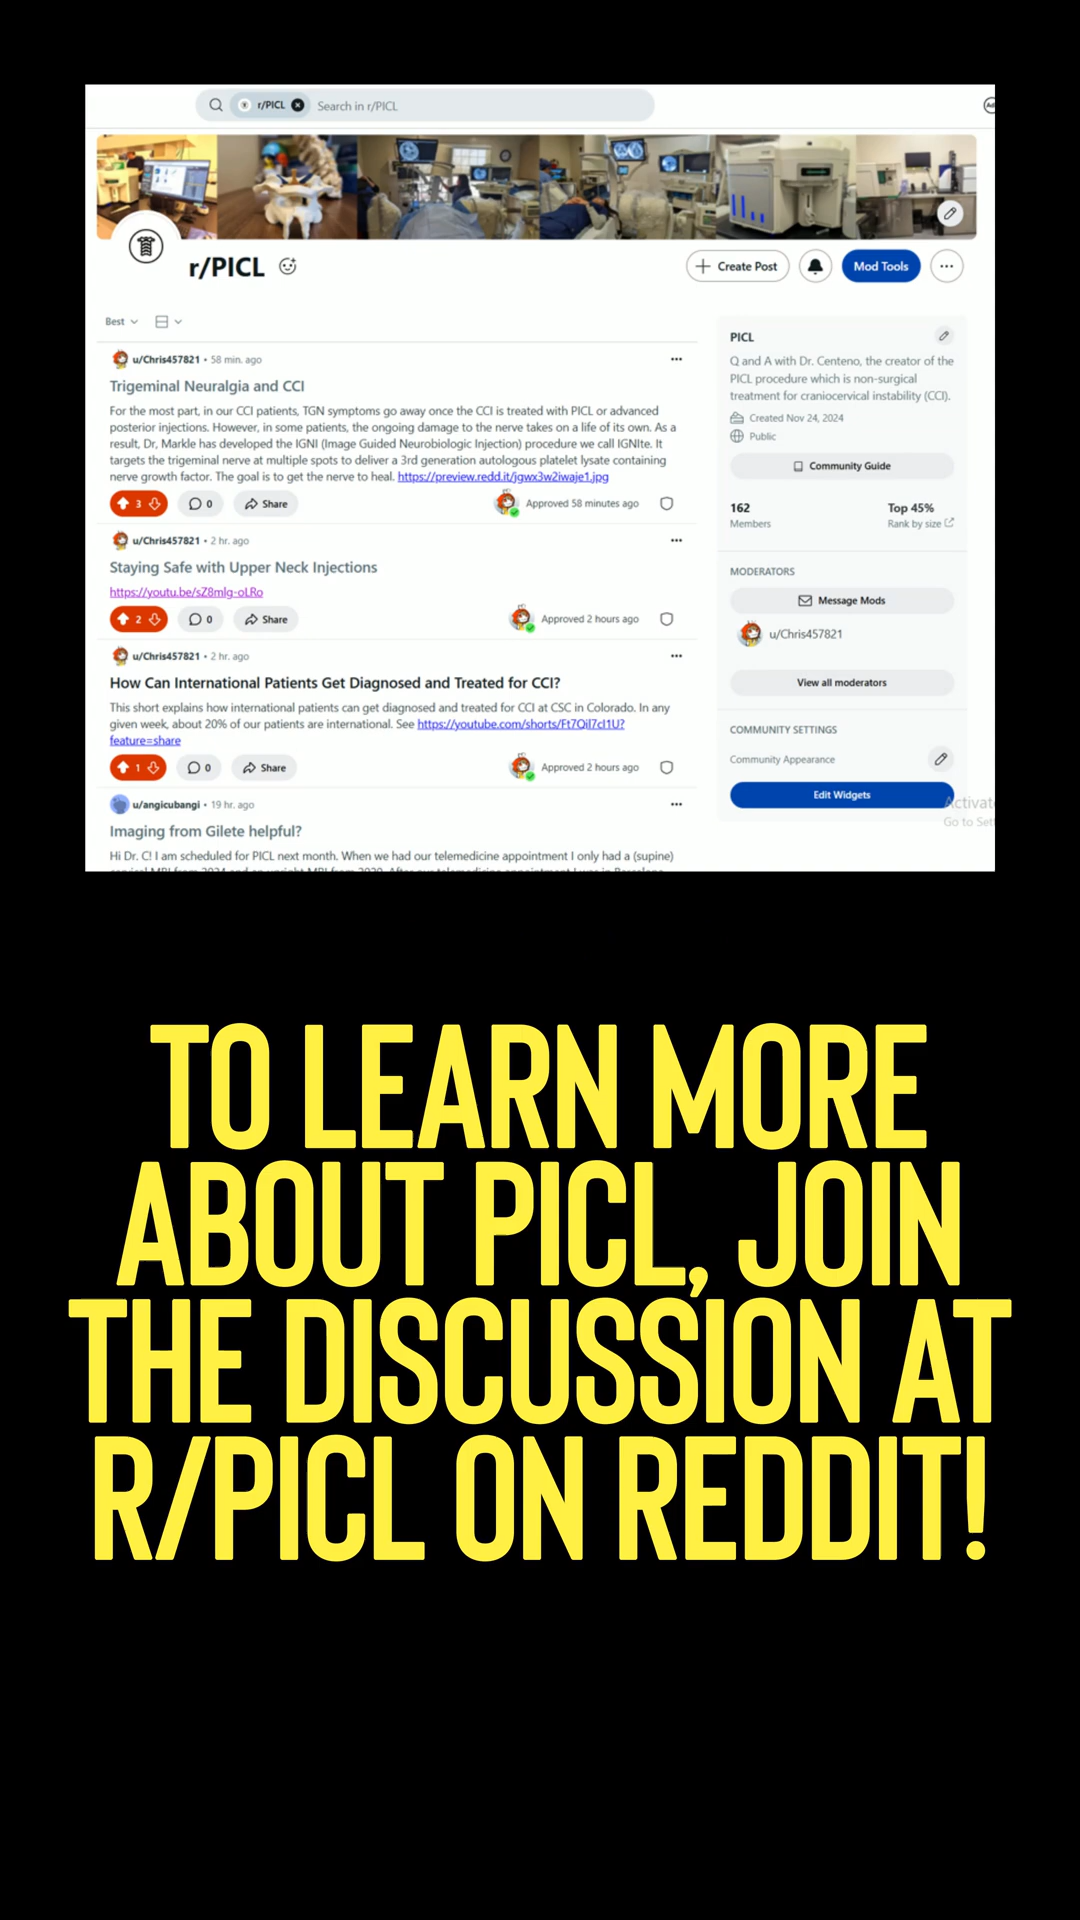 r/PICL
Search in r/PICL
r/PICL
Create Post
Mod Tools
Best
u/Chris457821 • 58 min. ago
Trigeminal Neuralgia and CCI
For the most part, in our CCI patients, TGN symptoms go away once the CCI is treated with PICL or advanced
posterior injections. However, in some patients, the ongoing damage to the nerve takes on a life of its own. As a
result, Dr, Markle has developed the IGNI (Image Guided Neurobiologic Injection) procedure we call IGNIte. It
targets the trigeminal nerve at multiple spots to deliver a 3rd generation autologous platelet lysate containing
nerve growth factor. The goal is to get the nerve to heal. https://preview.redd.it/jgwx3w2iwaje1.jpg
3
0
Share
Approved 58 minutes ago
u/Chris457821 • 2 hr. ago
Staying Safe with Upper Neck Injections
https://youtu.be/sZ8mlg-oLRo
2
0
Share
Approved 2 hours ago
u/Chris457821 • 2 hr. ago
How Can International Patients Get Diagnosed and Treated for CCI?
This short explains how international patients can get diagnosed and treated for CCI at CSC in Colorado. In any
given week, about 20% of our patients are international. See https://youtube.com/shorts/Ft7Qil7cI1U?
feature=share
1
0
Share
Approved 2 hours ago
u/angicubangi • 19 hr. ago
Imaging from Gilete helpful?
Hi Dr. C! I am scheduled for PICL next month. When we had our telemedicine appointment I only had a (supine)
PICL
Q and A with Dr. Centeno, the creator of the
PICL procedure which is non-surgical
treatment for craniocervical instability (CCI).
Created Nov 24, 2024
Public
Community Guide
162
Members
Top 45%
Rank by size
MODERATORS
Message Mods
u/Chris457821
View all moderators
COMMUNITY SETTINGS
Community Appearance
Edit Widgets
Activat
Go to Set
TO LEARN MORE
ABOUT PICL, JOIN
THE DISCUSSION AT
R/PICL ON REDDIT!